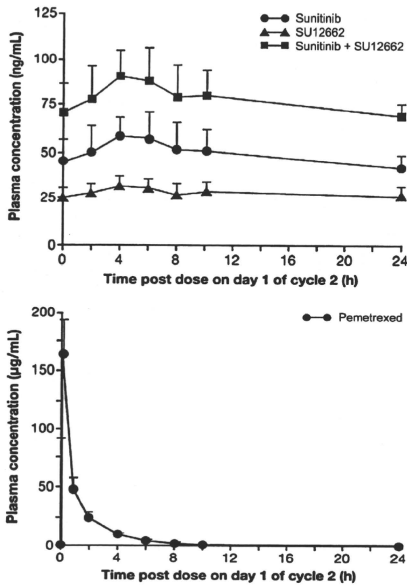 125
100
75
50
25
0
Plasma concentration (ng/mL)
Sunitinib
SU12662
Sunitinib + SU12662
0 2 4 6 8 10 12 16 20 24
Time post dose on day 1 of cycle 2 (h)
200
150
100
50
0
Plasma concentration (µg/mL)
Pemetrexed
0 2 4 6 8 10 12 16 20 24
Time post dose on day 1 of cycle 2 (h)